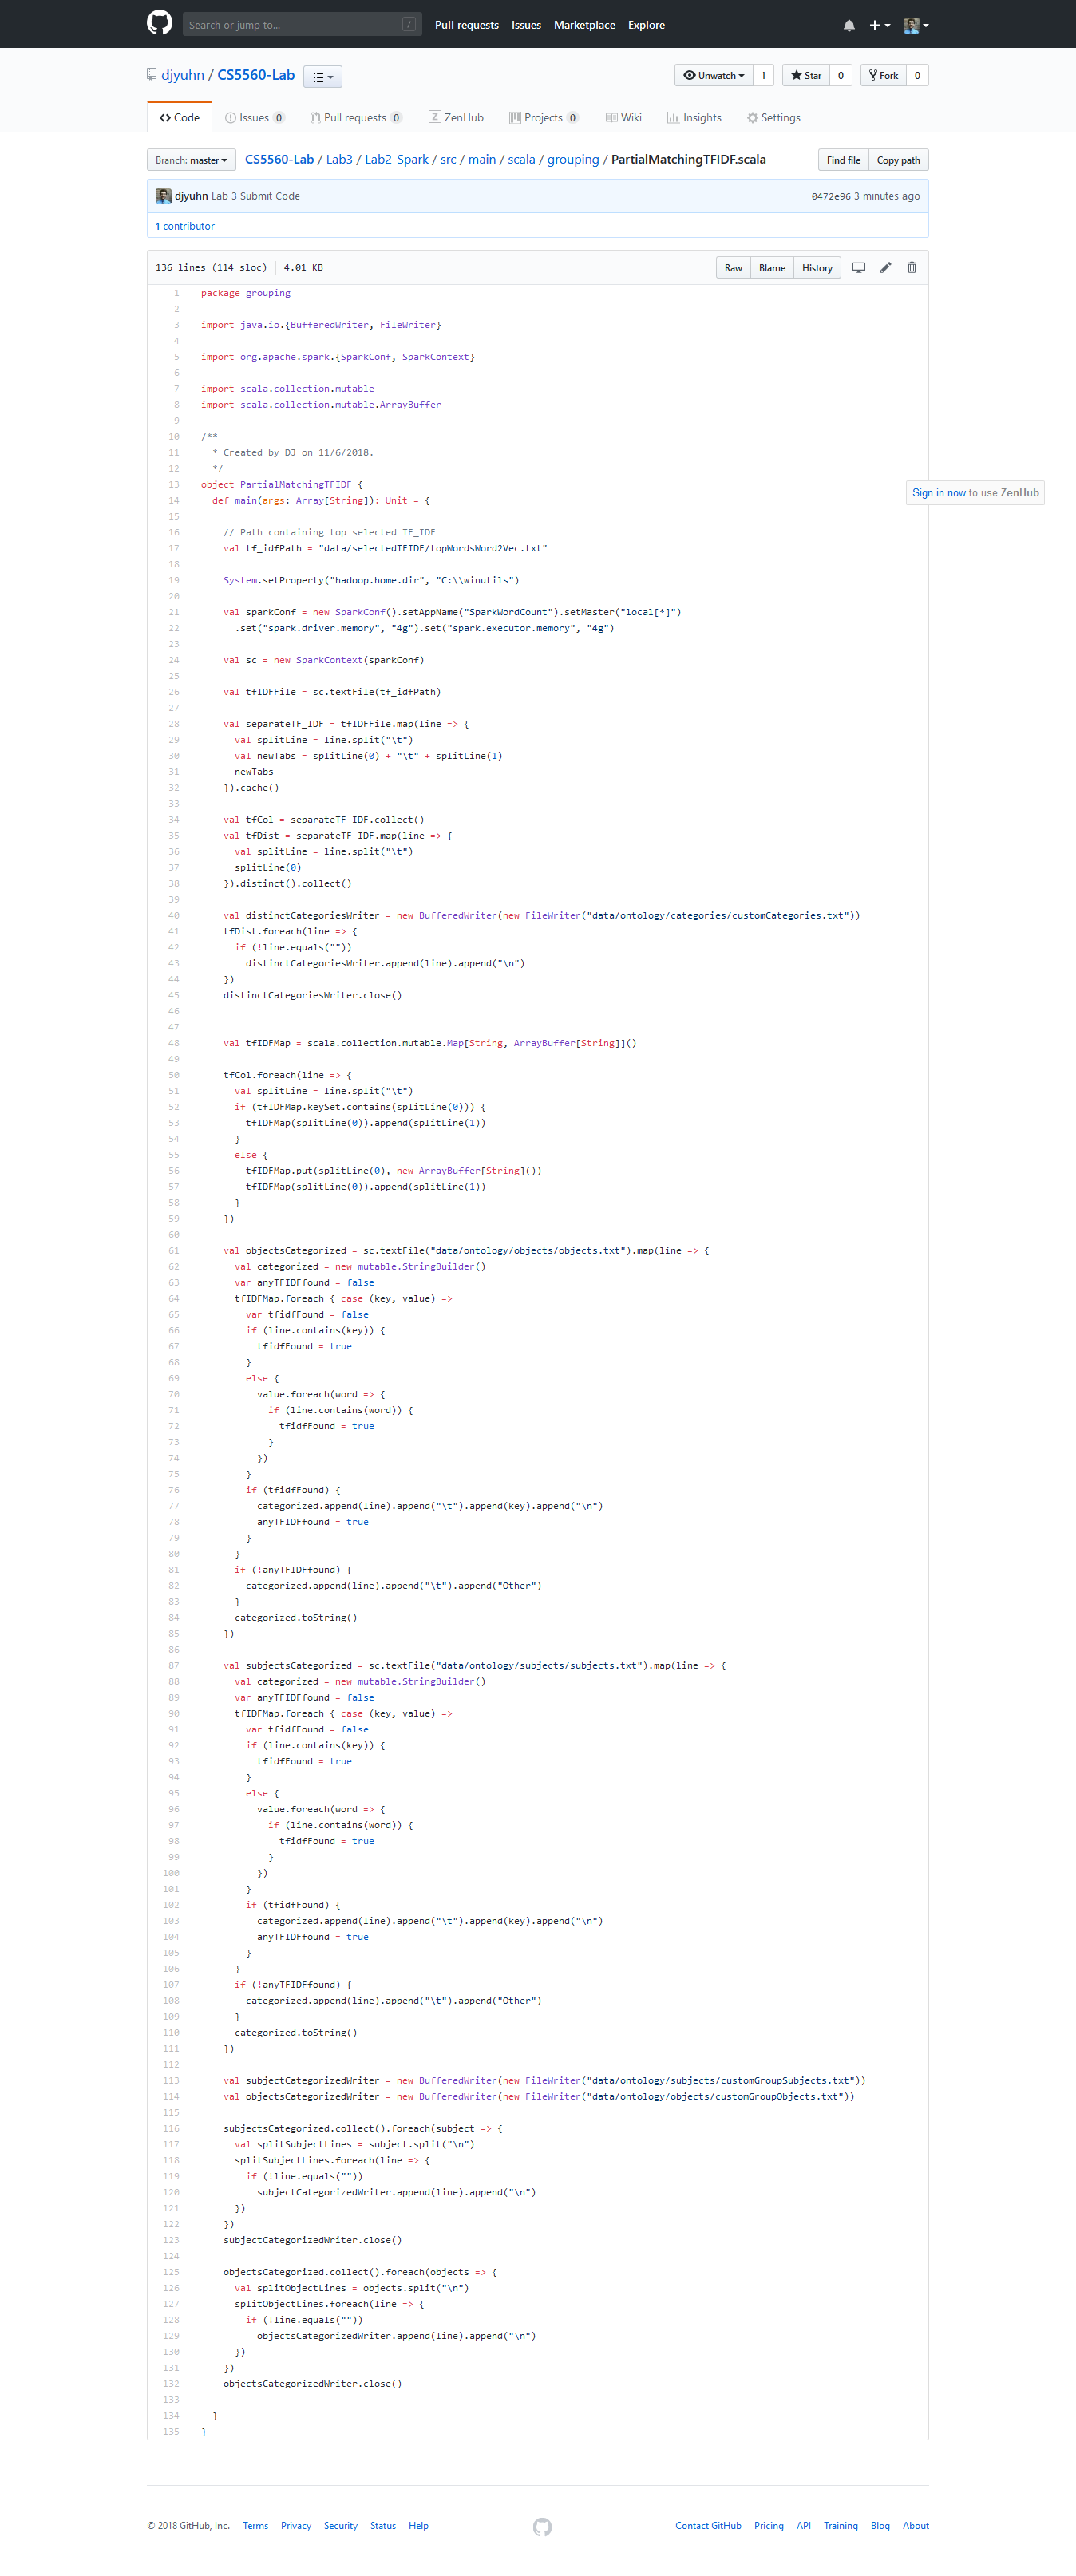 Search or jump to... /
Pull requests Issues Marketplace Explore
djyuhn / CS5560-Lab
Unwatch 1 Star 0 Fork 0
Code Issues 0 Pull requests 0 ZenHub Projects 0 Wiki Insights Settings
Branch: master CS5560-Lab / Lab3 / Lab2-Spark / src / main / scala / grouping / PartialMatchingTFIDF.scala Find file Copy path
djyuhn Lab 3 Submit Code 0472e96 3 minutes ago
1 contributor
136 lines (114 sloc) 4.01 KB Raw Blame History
1 package grouping
2
3 import java.io.{BufferedWriter, FileWriter}
4
5 import org.apache.spark.{SparkConf, SparkContext}
6
7 import scala.collection.mutable
8 import scala.collection.mutable.ArrayBuffer
9
10 /**
11 * Created by DJ on 11/6/2018.
12 */
13 object PartialMatchingTFIDF {
Sign in now to use ZenHub
14 def main(args: Array[String]): Unit = {
15
16 // Path containing top selected TF_IDF
17 val tf_idfPath = "data/selectedTFIDF/topWordsWord2Vec.txt"
18
19 System.setProperty("hadoop.home.dir", "C:\\winutils")
20
21 val sparkConf = new SparkConf().setAppName("SparkWordCount").setMaster("local[*]")
22 .set("spark.driver.memory", "4g").set("spark.executor.memory", "4g")
23
24 val sc = new SparkContext(sparkConf)
25
26 val tfIDFFile = sc.textFile(tf_idfPath)
27
28 val separateTF_IDF = tfIDFFile.map(line => {
29 val splitLine = line.split("\t")
30 val newTabs = splitLine(0) + "\t" + splitLine(1)
31 newTabs
32 }).cache()
33
34 val tfCol = separateTF_IDF.collect()
35 val tfDist = separateTF_IDF.map(line => {
36 val splitLine = line.split("\t")
37 splitLine(0)
38 }).distinct().collect()
39
40 val distinctCategoriesWriter = new BufferedWriter(new FileWriter("data/ontology/categories/customCategories.txt"))
41 tfDist.foreach(line => {
42 if (!line.equals(""))
43 distinctCategoriesWriter.append(line).append("\n")
44 })
45 distinctCategoriesWriter.close()
46
47
48 val tfIDFMap = scala.collection.mutable.Map[String, ArrayBuffer[String]]()
49
50 tfCol.foreach(line => {
51 val splitLine = line.split("\t")
52 if (tfIDFMap.keySet.contains(splitLine(0))) {
53 tfIDFMap(splitLine(0)).append(splitLine(1))
54 }
55 else {
56 tfIDFMap.put(splitLine(0), new ArrayBuffer[String]())
57 tfIDFMap(splitLine(0)).append(splitLine(1))
58 }
59 })
60
61 val objectsCategorized = sc.textFile("data/ontology/objects/objects.txt").map(line => {
62 val categorized = new mutable.StringBuilder()
63 var anyTFIDFfound = false
64 tfIDFMap.foreach { case (key, value) =>
65 var tfidfFound = false
66 if (line.contains(key)) {
67 tfidfFound = true
68 }
69 else {
70 value.foreach(word => {
71 if (line.contains(word)) {
72 tfidfFound = true
73 }
74 })
75 }
76 if (tfidfFound) {
77 categorized.append(line).append("\t").append(key).append("\n")
78 anyTFIDFfound = true
79 }
80 }
81 if (!anyTFIDFfound) {
82 categorized.append(line).append("\t").append("Other")
83 }
84 categorized.toString()
85 })
86
87 val subjectsCategorized = sc.textFile("data/ontology/subjects/subjects.txt").map(line => {
88 val categorized = new mutable.StringBuilder()
89 var anyTFIDFfound = false
90 tfIDFMap.foreach { case (key, value) =>
91 var tfidfFound = false
92 if (line.contains(key)) {
93 tfidfFound = true
94 }
95 else {
96 value.foreach(word => {
97 if (line.contains(word)) {
98 tfidfFound = true
99 }
100 })
101 }
102 if (tfidfFound) {
103 categorized.append(line).append("\t").append(key).append("\n")
104 anyTFIDFfound = true
105 }
106 }
107 if (!anyTFIDFfound) {
108 categorized.append(line).append("\t").append("Other")
109 }
110 categorized.toString()
111 })
112
113 val subjectCategorizedWriter = new BufferedWriter(new FileWriter("data/ontology/subjects/customGroupSubjects.txt"))
114 val objectsCategorizedWriter = new BufferedWriter(new FileWriter("data/ontology/objects/customGroupObjects.txt"))
115
116 subjectsCategorized.collect().foreach(subject => {
117 val splitSubjectLines = subject.split("\n")
118 splitSubjectLines.foreach(line => {
119 if (!line.equals(""))
120 subjectCategorizedWriter.append(line).append("\n")
121 })
122 })
123 subjectCategorizedWriter.close()
124
125 objectsCategorized.collect().foreach(objects => {
126 val splitObjectLines = objects.split("\n")
127 splitObjectLines.foreach(line => {
128 if (!line.equals(""))
129 objectsCategorizedWriter.append(line).append("\n")
130 })
131 })
132 objectsCategorizedWriter.close()
133
134 }
135 }
© 2018 GitHub, Inc. Terms Privacy Security Status Help Contact GitHub Pricing API Training Blog About